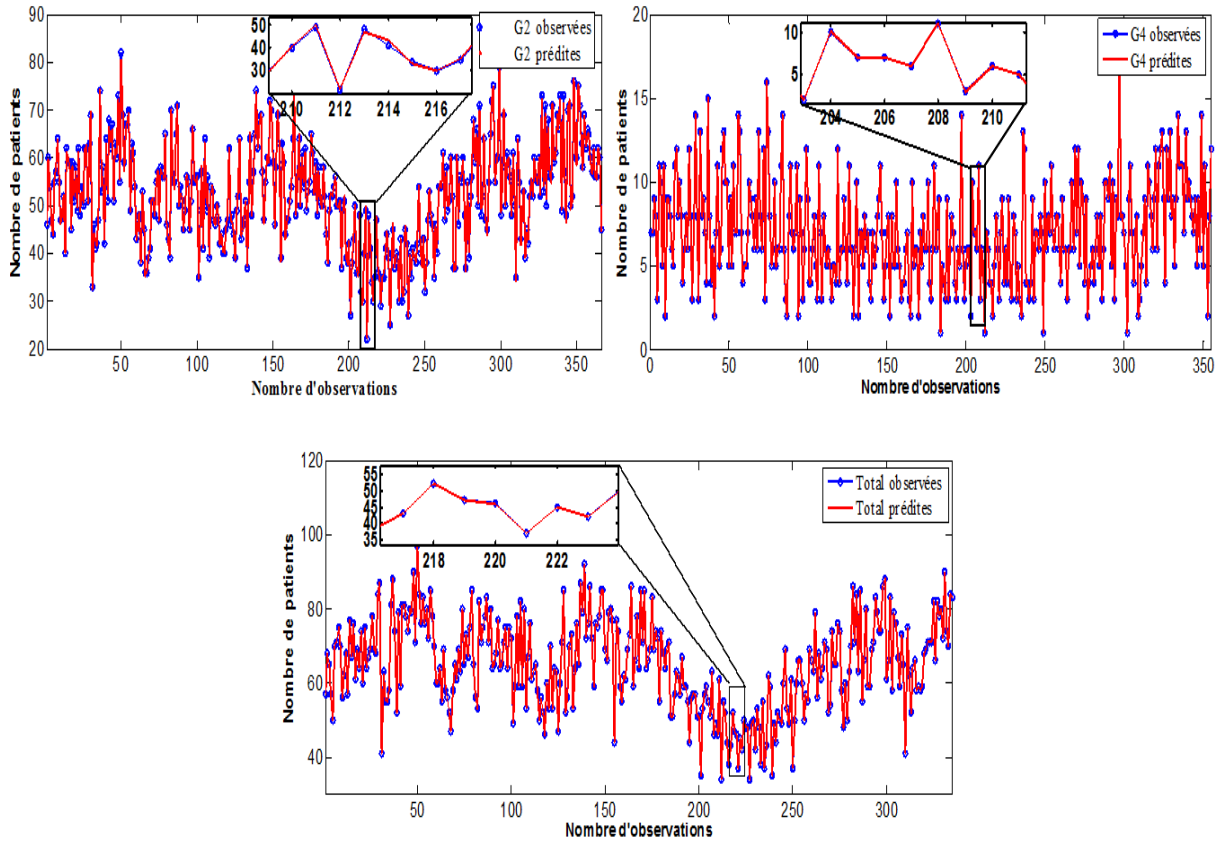 90
80
70
60
50
40
30
20
Nombre de patients
50
40
30
210 212 214 216
G2 observées
G2 prédites
50 100 150 200 250 300 350
Nombre d'observations
20
15
10
5
0
Nombre de patients
10
5
204 206 208 210
G4 observées
G4 prédites
0 50 100 150 200 250 300 350
Nombre d'observations
120
100
80
60
40
Nombre de patients
55
50
45
40
35
218 220 222
Total observées
Total prédites
50 100 150 200 250 300
Nombre d'observations